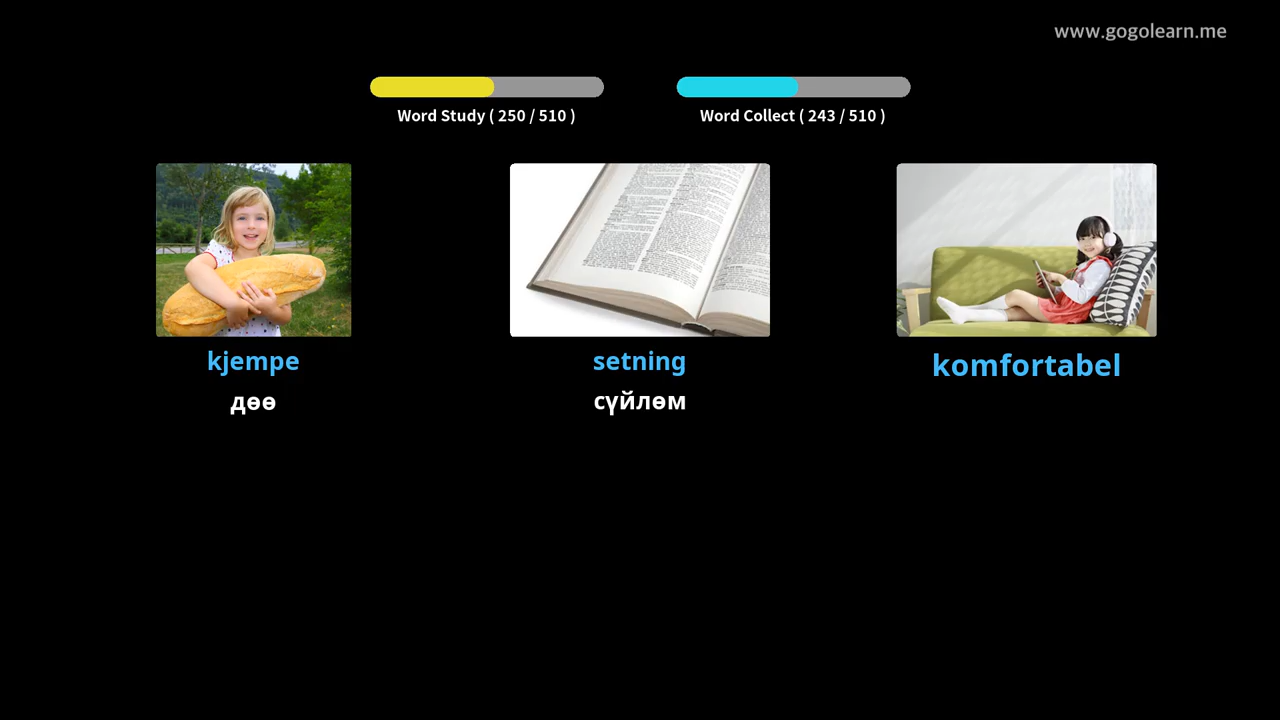 www.gogolearn.me
Word Study ( 250 / 510 )
Word Collect ( 243 / 510 )
kjempe
setning
komfortabel
дөө
сүйлөм